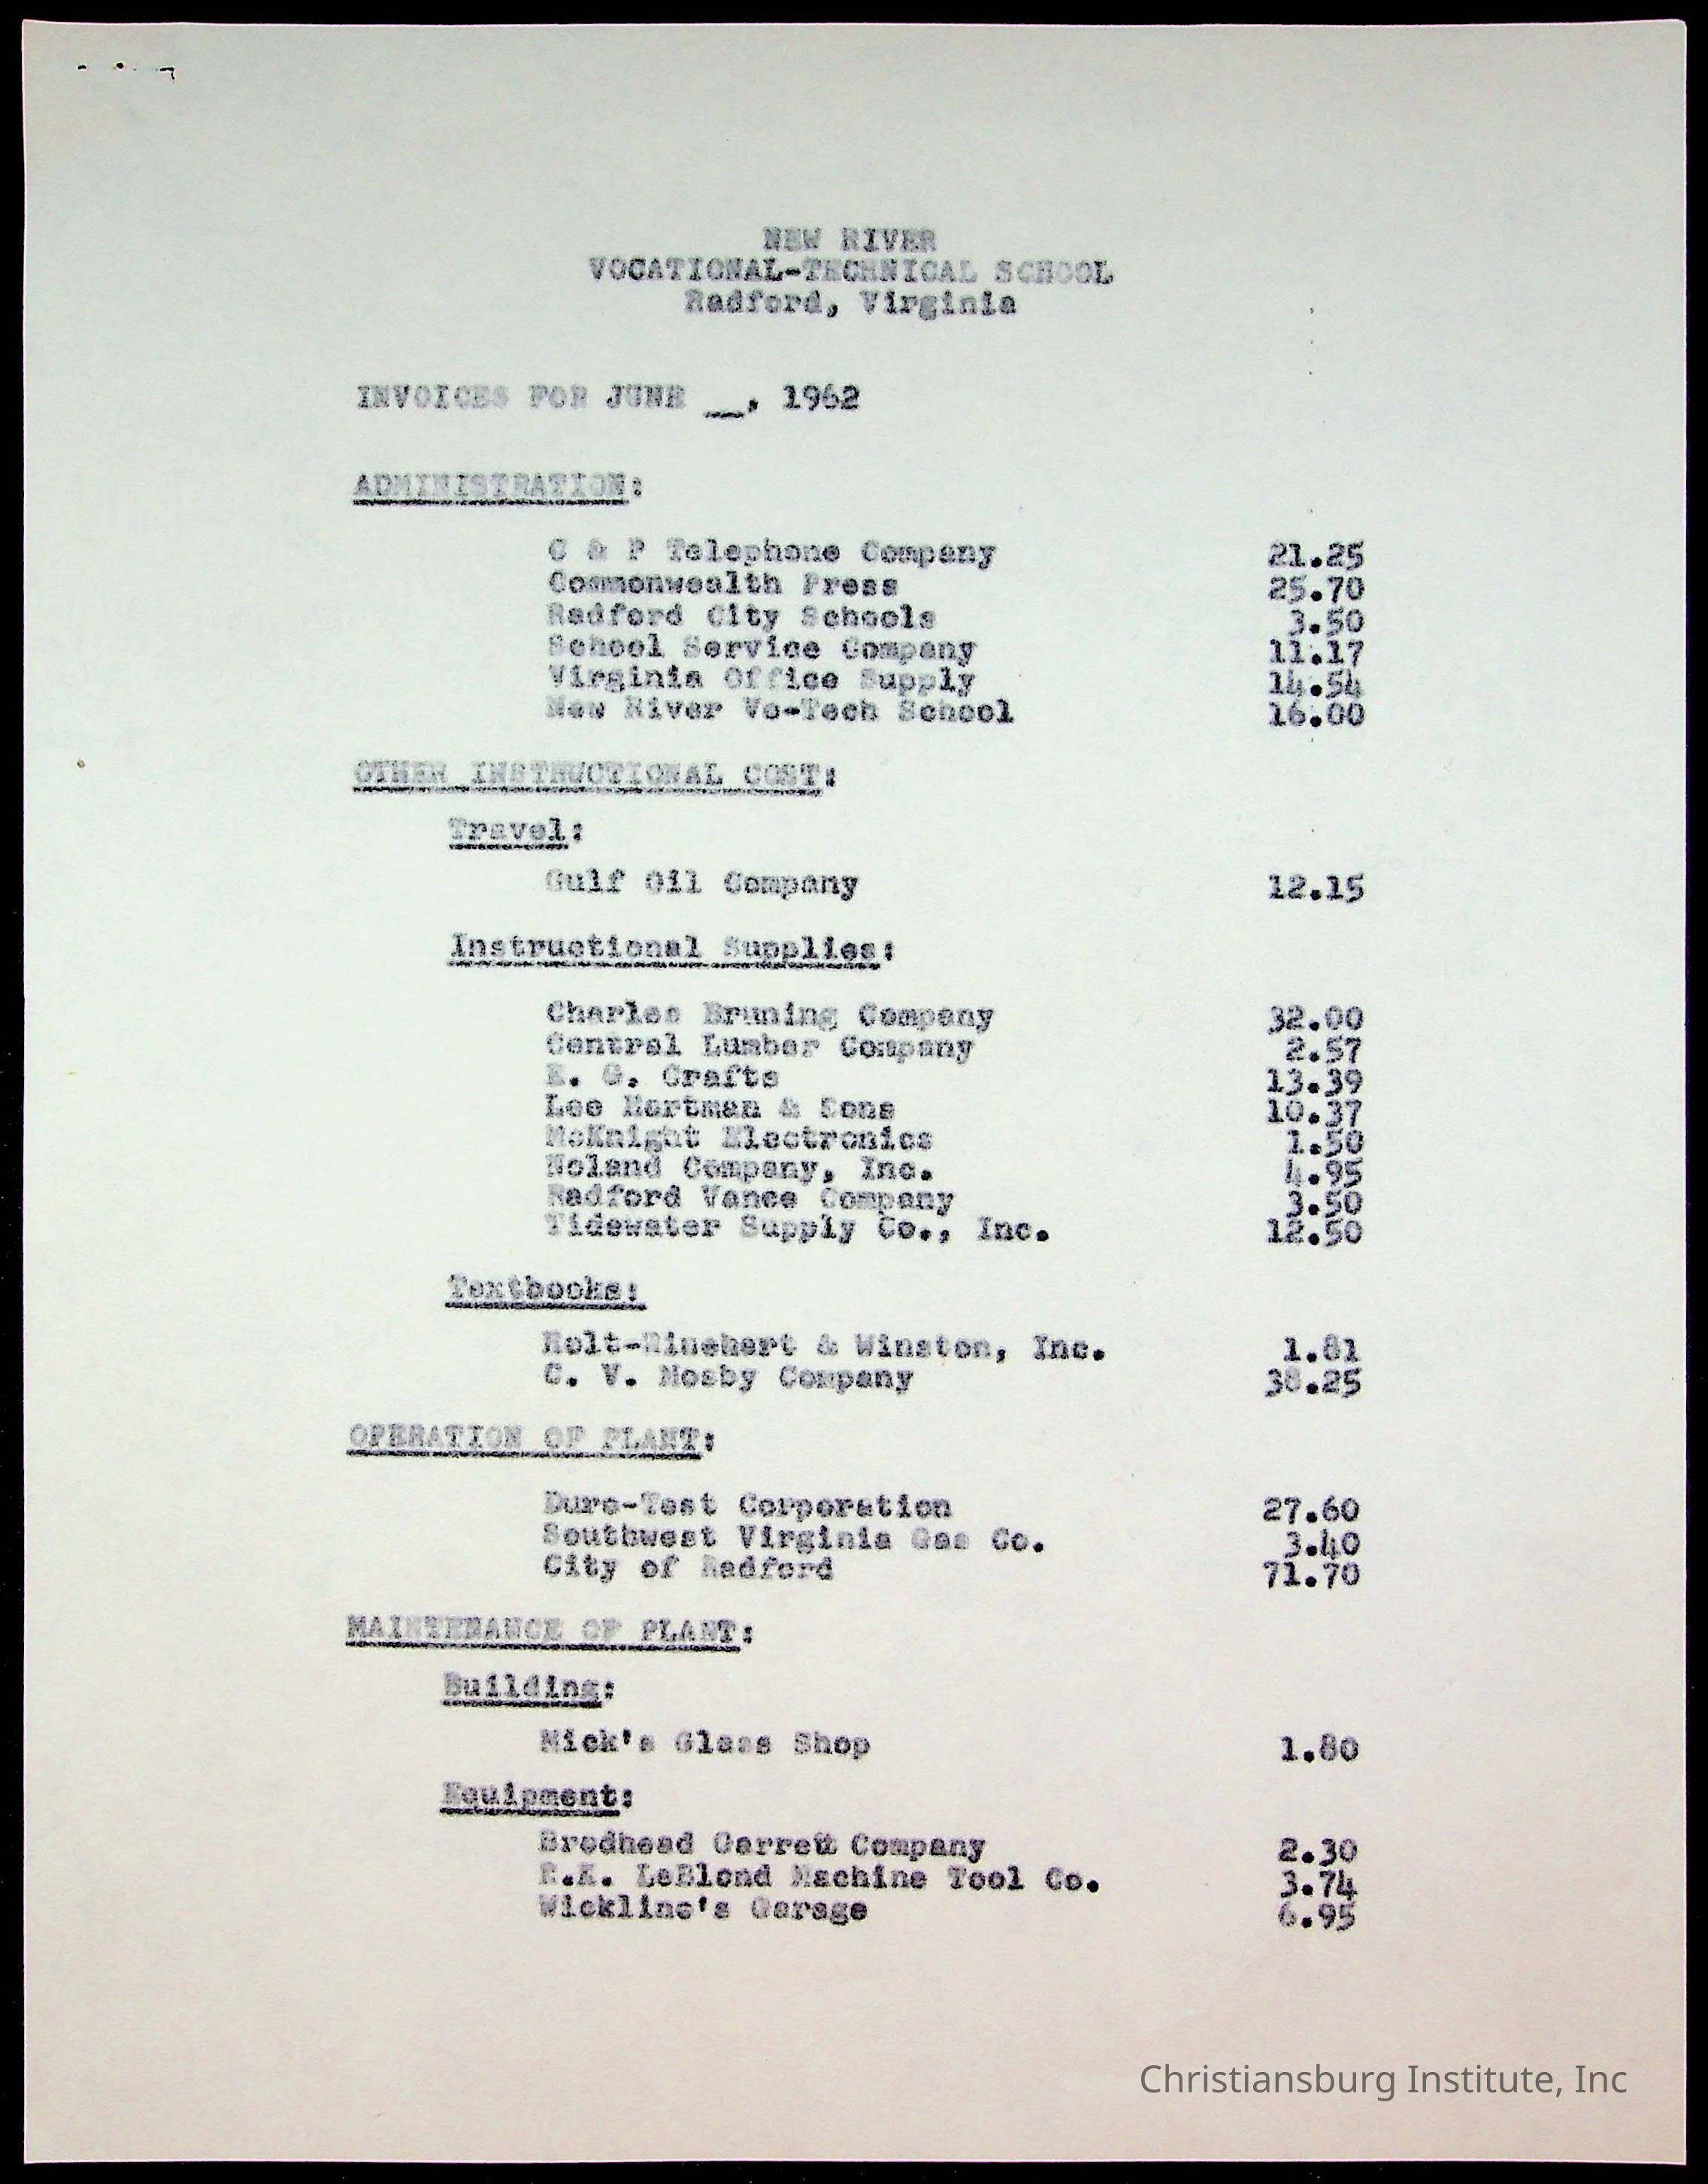 NEW RIVER
VOCATIONAL-TECHNICAL SCHOOL
Radford, Virginia
INVOICES FOR JUNE __, 1962
ADMINISTRATION:
C & P Telephone Company 21.25
Commonwealth Press 25.70
Radford City Schools 3.50
School Service Company 11.17
Virginia Office Supply 14.54
New River Vo-Tech School 16.00
OTHER INSTRUCTIONAL COST:
Travel:
Gulf Oil Company 12.15
Instructional Supplies:
Charles Bruning Company 32.00
Central Lumber Company 2.57
E. G. Crafts 13.39
Lee Hartman & Sons 10.37
McKnight Electronics 1.50
Noland Company, Inc. 4.95
Radford Vance Company 3.50
Tidewater Supply Co., Inc. 12.50
Textbooks:
Holt-Rinehart & Winston, Inc. 1.81
C. V. Mosby Company 38.25
OPERATION OF PLANT:
Duro-Test Corporation 27.60
Southwest Virginia Gas Co. 3.40
City of Radford 71.70
MAINTENANCE OF PLANT:
Building:
Mick's Glass Shop 1.80
Equipment:
Brodhead Garrett Company 2.30
R.K. LeBlond Machine Tool Co. 3.74
Wickline's Garage 6.95
Christiansburg Institute, Inc